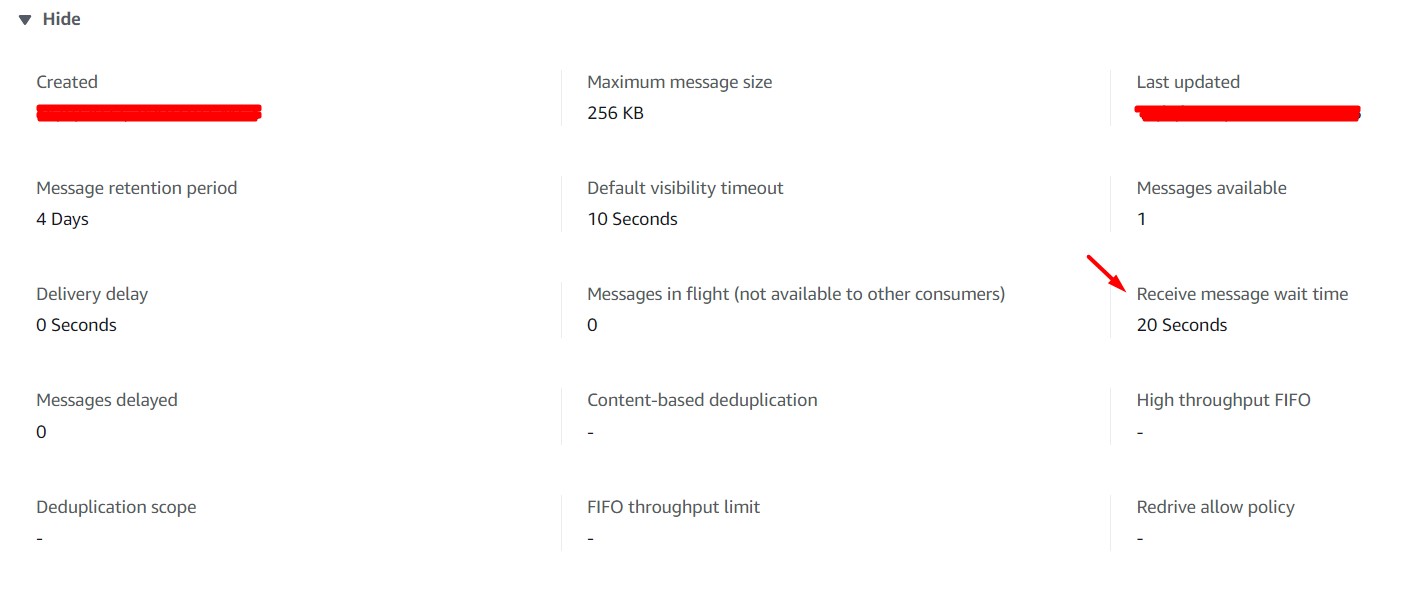 Hide
Created
Maximum message size
Last updated
256 KB
Message retention period
Default visibility timeout
Messages available
4 Days
10 Seconds
1
Delivery delay
Messages in flight (not available to other consumers)
Receive message wait time
0 Seconds
0
20 Seconds
Messages delayed
Content-based deduplication
High throughput FIFO
0
-
-
Deduplication scope
FIFO throughput limit
Redrive allow policy
-
-
-